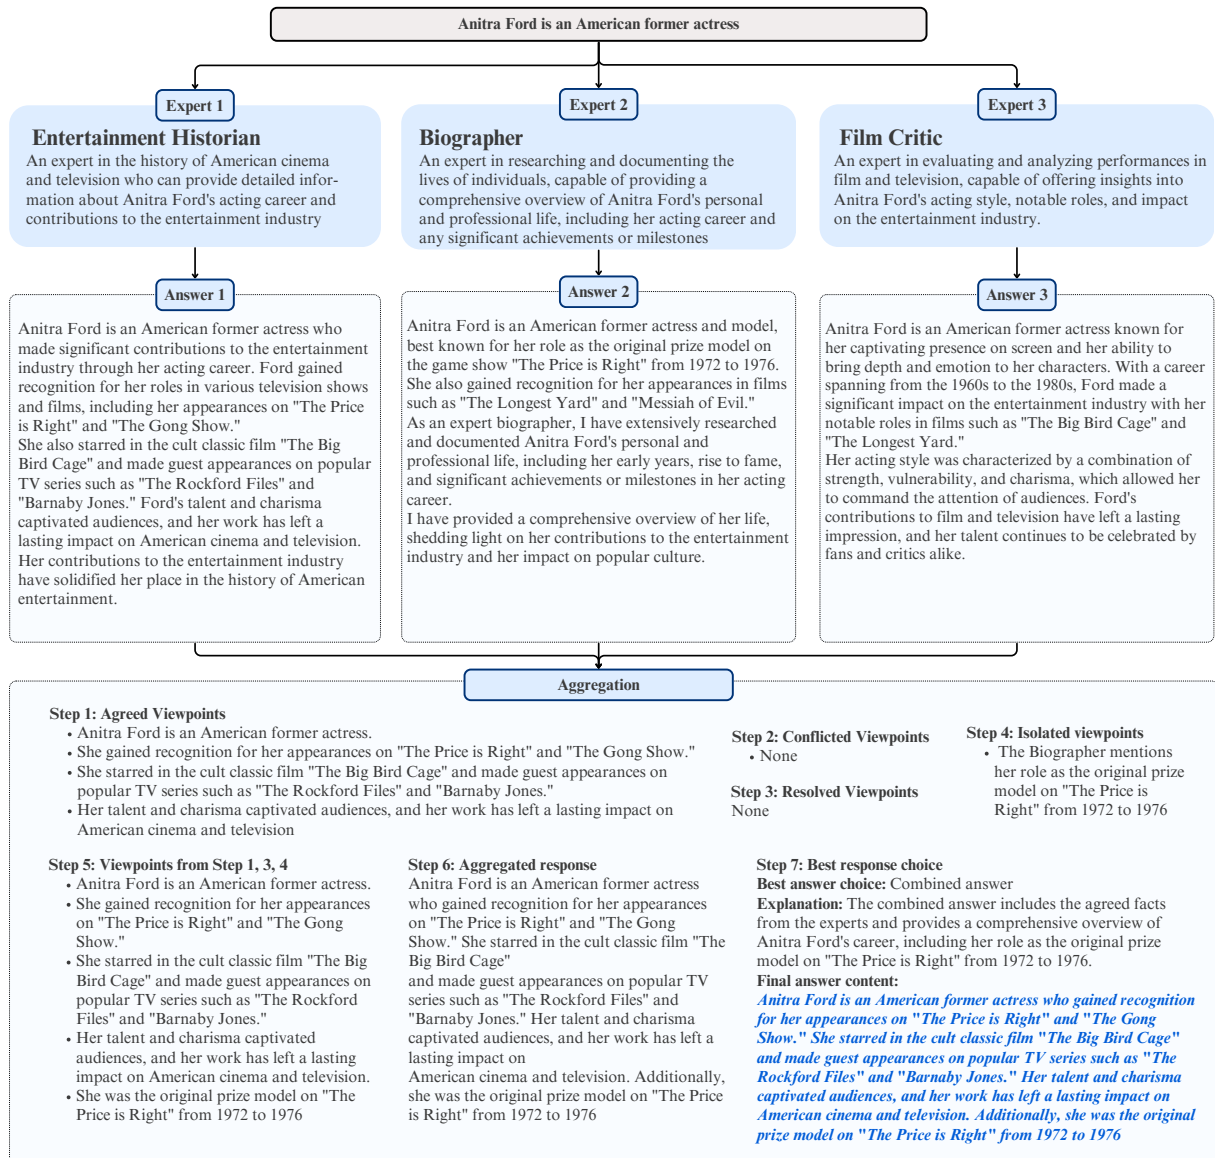 Anitra Ford is an American former actress
Expert 1
Entertainment Historian
An expert in the history of American cinema
and television who can provide detailed infor-
mation about Anitra Ford's acting career and
contributions to the entertainment industry
Expert 2
Biographer
An expert in researching and documenting the
lives of individuals, capable of providing a
comprehensive overview of Anitra Ford's personal
and professional life, including her acting career and
any significant achievements or milestones
Expert 3
Film Critic
An expert in evaluating and analyzing performances in
film and television, capable of offering insights into
Anitra Ford's acting style, notable roles, and impact
on the entertainment industry.
Answer 1
Anitra Ford is an American former actress who
made significant contributions to the entertainment
industry through her acting career. Ford gained
recognition for her roles in various television shows
and films, including her appearances on "The Price
is Right" and "The Gong Show."
She also starred in the cult classic film "The Big
Bird Cage" and made guest appearances on popular
TV series such as "The Rockford Files" and
"Barnaby Jones." Ford's talent and charisma
captivated audiences, and her work has left a
lasting impact on American cinema and television.
Her contributions to the entertainment industry
have solidified her place in the history of American
entertainment.
Answer 2
Anitra Ford is an American former actress and model,
best known for her role as the original prize model on
the game show "The Price is Right" from 1972 to 1976.
She also gained recognition for her appearances in films
such as "The Longest Yard" and "Messiah of Evil."
As an expert biographer, I have extensively researched
and documented Anitra Ford's personal and
professional life, including her early years, rise to fame,
and significant achievements or milestones in her acting
career.
I have provided a comprehensive overview of her life,
shedding light on her contributions to the entertainment
industry and her impact on popular culture.
Answer 3
Anitra Ford is an American former actress known for
her captivating presence on screen and her ability to
bring depth and emotion to her characters. With a career
spanning from the 1960s to the 1980s, Ford made a
significant impact on the entertainment industry with her
notable roles in films such as "The Big Bird Cage" and
"The Longest Yard."
Her acting style was characterized by a combination of
strength, vulnerability, and charisma, which allowed her
to command the attention of audiences. Ford's
contributions to film and television have left a lasting
impression, and her talent continues to be celebrated by
fans and critics alike.
Aggregation
Step 1: Agreed Viewpoints
• Anitra Ford is an American former actress.
• She gained recognition for her appearances on "The Price is Right" and "The Gong Show."
• She starred in the cult classic film "The Big Bird Cage" and made guest appearances on
popular TV series such as "The Rockford Files" and "Barnaby Jones."
• Her talent and charisma captivated audiences, and her work has left a lasting impact on
American cinema and television
Step 2: Conflicted Viewpoints
• None
Step 3: Resolved Viewpoints
None
Step 4: Isolated viewpoints
• The Biographer mentions
her role as the original prize
model on "The Price is
Right" from 1972 to 1976
Step 5: Viewpoints from Step 1, 3, 4
• Anitra Ford is an American former actress.
• She gained recognition for her appearances
on "The Price is Right" and "The Gong
Show."
• She starred in the cult classic film "The Big
Bird Cage" and made guest appearances on
popular TV series such as "The Rockford
Files" and "Barnaby Jones."
• Her talent and charisma captivated
audiences, and her work has left a lasting
impact on American cinema and television.
• She was the original prize model on "The
Price is Right" from 1972 to 1976
Step 6: Aggregated response
Anitra Ford is an American former actress
who gained recognition for her appearances
on "The Price is Right" and "The Gong
Show." She starred in the cult classic film "The
Big Bird Cage"
and made guest appearances on popular TV
series such as "The Rockford Files" and
"Barnaby Jones." Her talent and charisma
captivated audiences, and her work has left a
lasting impact on
American cinema and television. Additionally,
she was the original prize model on "The Price
is Right" from 1972 to 1976
Step 7: Best response choice
Best answer choice: Combined answer
Explanation: The combined answer includes the agreed facts
from the experts and provides a comprehensive overview of
Anitra Ford's career, including her role as the original prize
model on "The Price is Right" from 1972 to 1976.
Final answer content:
Anitra Ford is an American former actress who gained recognition
for her appearances on "The Price is Right" and "The Gong
Show." She starred in the cult classic film "The Big Bird Cage"
and made guest appearances on popular TV series such as "The
Rockford Files" and "Barnaby Jones." Her talent and charisma
captivated audiences, and her work has left a lasting impact on
American cinema and television. Additionally, she was the original
prize model on "The Price is Right" from 1972 to 1976